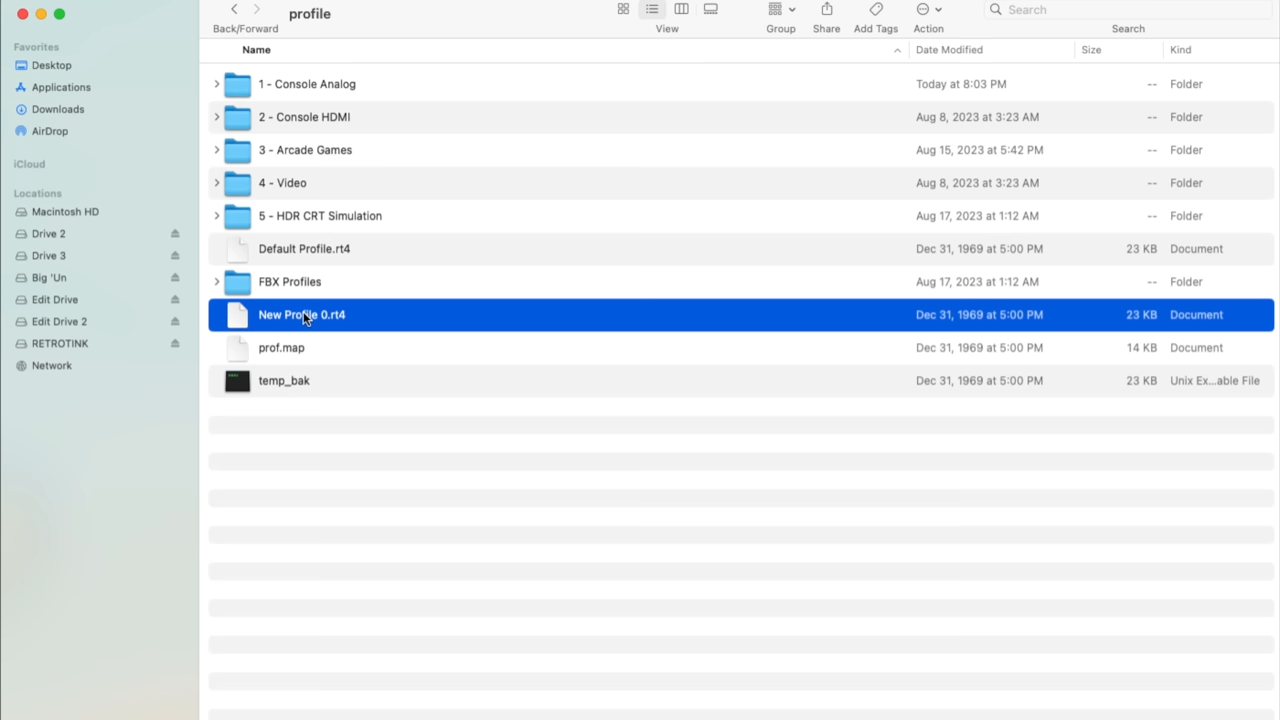 profile
Back/Forward
View
Group
Share
Add Tags
Action
Search
Search
Favorites
Desktop
Applications
Downloads
AirDrop
iCloud
Locations
Macintosh HD
Drive 2
Drive 3
Big 'Un
Edit Drive
Edit Drive 2
RETROTINK
Network
Name Date Modified Size Kind
1 - Console Analog Today at 8:03 PM -- Folder
2 - Console HDMI Aug 8, 2023 at 3:23 AM -- Folder
3 - Arcade Games Aug 15, 2023 at 5:42 PM -- Folder
4 - Video Aug 8, 2023 at 3:23 AM -- Folder
5 - HDR CRT Simulation Aug 17, 2023 at 1:12 AM -- Folder
Default Profile.rt4 Dec 31, 1969 at 5:00 PM 23 KB Document
FBX Profiles Aug 17, 2023 at 1:12 AM -- Folder
New Profile 0.rt4 Dec 31, 1969 at 5:00 PM 23 KB Document
prof.map Dec 31, 1969 at 5:00 PM 14 KB Document
temp_bak Dec 31, 1969 at 5:00 PM 23 KB Unix Ex...able File